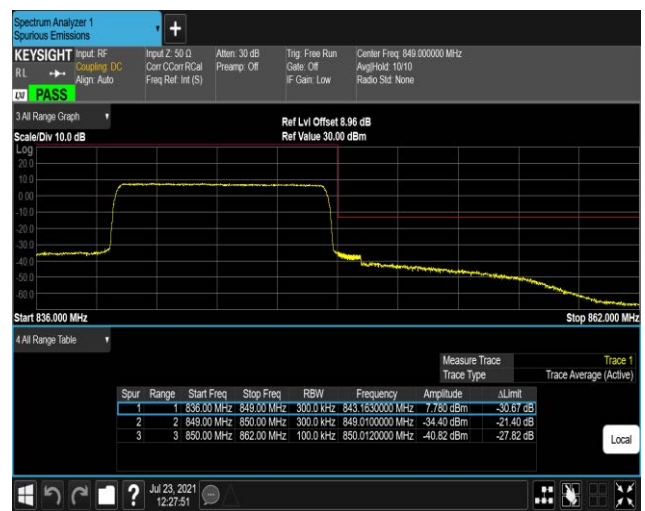 Spectrum Analyzer 1
Spurious Emissions
+
KEYSIGHT Input: RF Input Z: 50 Ω Atten: 30 dB Trig: Free Run Center Freq: 849.000000 MHz
RL Coupling: DC Corr CCorr RCal Preamp: Off Gate: Off Avg|Hold: 10/10
Align: Auto Freq Ref: Int (S) IF Gain: Low Radio Std: None
LXI PASS
3 All Range Graph
Ref Lvl Offset 8.96 dB
Scale/Div 10.0 dB Ref Value 30.00 dBm
Log
20.0
10.0
0.00
-10.0
-20.0
-30.0
-40.0
-50.0
-60.0
Start 836.000 MHz Stop 862.000 MHz
4 All Range Table
Measure Trace Trace 1
Trace Type Trace Average (Active)
Spur Range Start Freq Stop Freq RBW Frequency Amplitude ΔLimit
1 1 836.00 MHz 849.00 MHz 300.0 kHz 843.1630000 MHz 7.780 dBm -30.67 dB
2 2 849.00 MHz 850.00 MHz 300.0 kHz 849.0100000 MHz -34.40 dBm -21.40 dB
3 3 850.00 MHz 862.00 MHz 100.0 kHz 850.0120000 MHz -40.82 dBm -27.82 dB
Local
? Jul 23, 2021
12:27:51